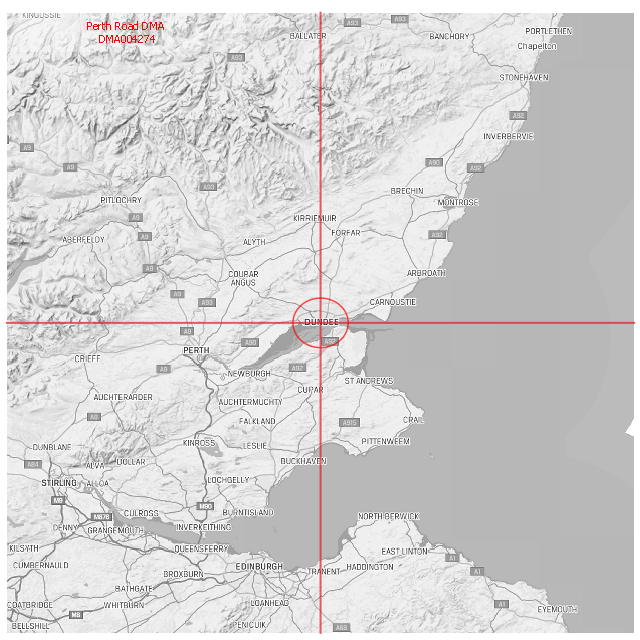 KINGUSSIE
Perth Road DMA
DMA004274
BALLATER
A93
A93
BANCHORY
PORTLETHEN
Chapelton
A93
STONEHAVEN
A92
INVERBERVIE
A9
A9
A90
A92
A93
BRECHIN
PITLOCHRY
MONTROSE
A9
KIRRIEMUIR
FORFAR
A9
A92
ABERFELDY
ALYTH
A9
COUPAR
ANGUS
ARBROATH
A9
A93
CARNOUSTIE
DUNDEE
A9
A90
A92
PERTH
CRIEFF
A9
A92
NEWBURGH
ST ANDREWS
CUPAR
AUCHTERARDER
AUCHTERMUCHTY
A9
FALKLAND
A915
CRAIL
KINROSS
LESLIE
PITTENWEEM
DUNBLANE
A84
ALVA
DOLLAR
BUCKHAVEN
STIRLING
ALLOA
LOCHGELLY
M9
M90
CULROSS
BURNTISLAND
M876
DENNY
GRANGEMOUTH
INVERKEITHING
NORTH BERWICK
KILSYTH
QUEENSFERRY
EAST LINTON
A1
CUMBERNAULD
EDINBURGH
HADDINGTON
BROXBURN
TRANENT
A1
BATHGATE
COATBRIDGE
WHITBURN
LOANHEAD
A1
EYEMOUTH
M8
BELLSHILL
PENICUIK
A68